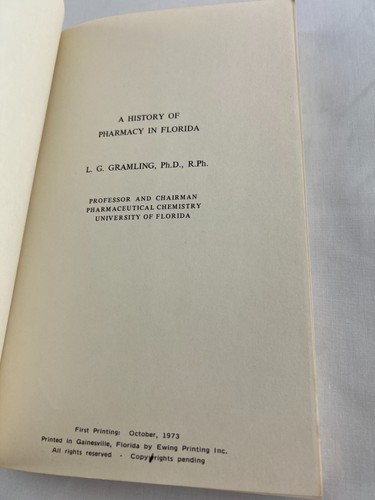 A HISTORY OF
PHARMACY IN FLORIDA
L. G. GRAMLING, Ph.D., R.Ph.
PROFESSOR AND CHAIRMAN
PHARMACEUTICAL CHEMISTRY
UNIVERSITY OF FLORIDA
First Printing: October, 1973
Printed in Gainesville, Florida by Ewing Printing Inc.
All rights reserved - Copyrights pending